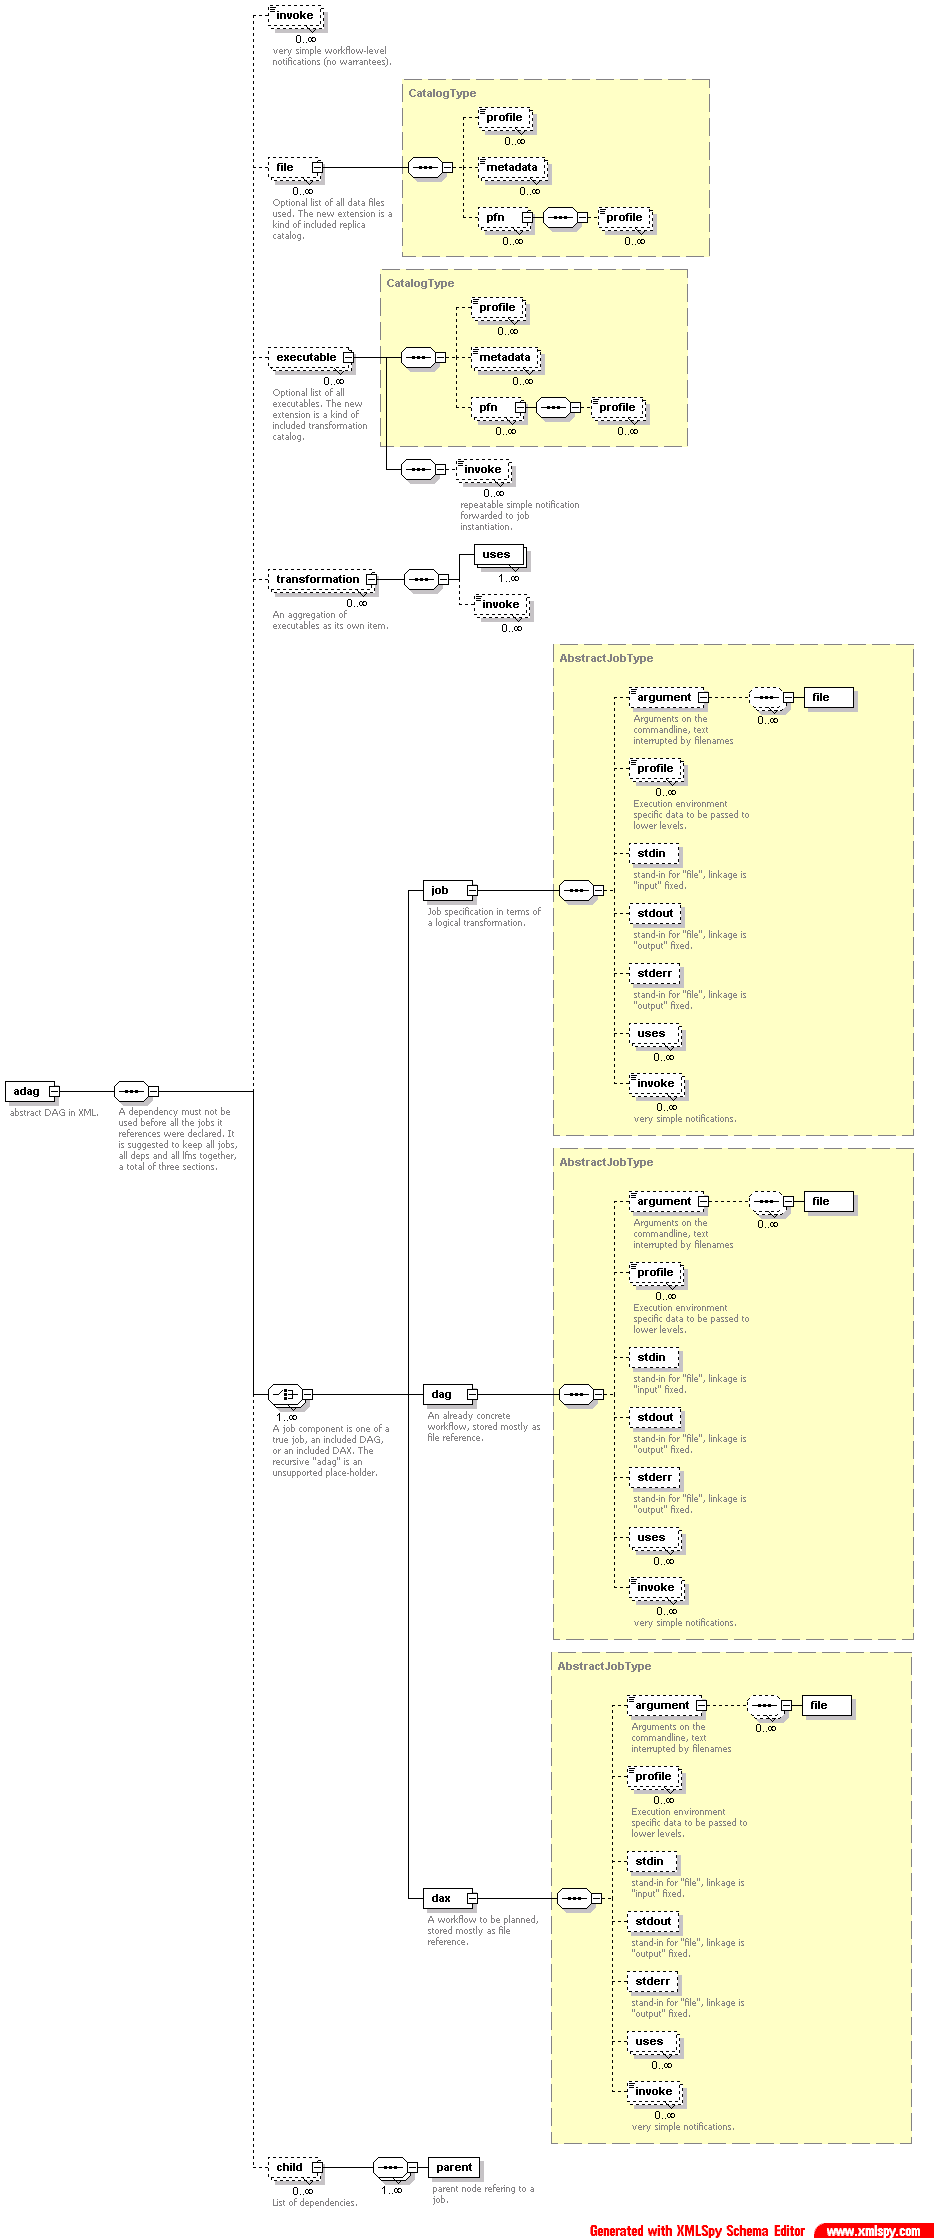 invoke
0..∞
very simple workflow-level
notifications (no warrantees).
CatalogType
profile
0..∞
file
metadata
0..∞
0..∞
Optional list of all data files
used. The new extension is a
kind of included replica
catalog.
pfn
profile
0..∞
0..∞
CatalogType
profile
0..∞
executable
metadata
0..∞
0..∞
Optional list of all
executables. The new
extension is a kind of
included transformation
catalog.
pfn
profile
0..∞
0..∞
invoke
0..∞
repeatable simple notification
forwarded to job
instantiation.
uses
1..∞
transformation
0..∞
An aggregation of
executables as its own item.
invoke
0..∞
AbstractJobType
argument
file
0..∞
Arguments on the
commandline, text
interrupted by filenames
profile
0..∞
Execution environment
specific data to be passed to
lower levels.
stdin
stand-in for "file", linkage is
"input" fixed.
job
Job specification in terms of
a logical transformation.
stdout
stand-in for "file", linkage is
"output" fixed.
stderr
stand-in for "file", linkage is
"output" fixed.
uses
0..∞
invoke
0..∞
very simple notifications.
adag
abstract DAG in XML.
A dependency must not be
used before all the jobs it
references were declared. It
is suggested to keep all jobs,
all deps and all lfns together,
a total of three sections.
AbstractJobType
argument
file
0..∞
Arguments on the
commandline, text
interrupted by filenames
profile
0..∞
Execution environment
specific data to be passed to
lower levels.
stdin
stand-in for "file", linkage is
"input" fixed.
1..∞
A job component is one of a
true job, an included DAG,
or an included DAX. The
recursive "adag" is an
unsupported place-holder.
dag
An already concrete
workflow, stored mostly as
file reference.
stdout
stand-in for "file", linkage is
"output" fixed.
stderr
stand-in for "file", linkage is
"output" fixed.
uses
0..∞
invoke
0..∞
very simple notifications.
AbstractJobType
argument
file
0..∞
Arguments on the
commandline, text
interrupted by filenames
profile
0..∞
Execution environment
specific data to be passed to
lower levels.
stdin
stand-in for "file", linkage is
"input" fixed.
dax
A workflow to be planned,
stored mostly as file
reference.
stdout
stand-in for "file", linkage is
"output" fixed.
stderr
stand-in for "file", linkage is
"output" fixed.
uses
0..∞
invoke
0..∞
very simple notifications.
child
0..∞
List of dependencies.
1..∞
parent
parent node refering to a
job.
Generated with XMLSpy Schema Editor www.xmlspy.com